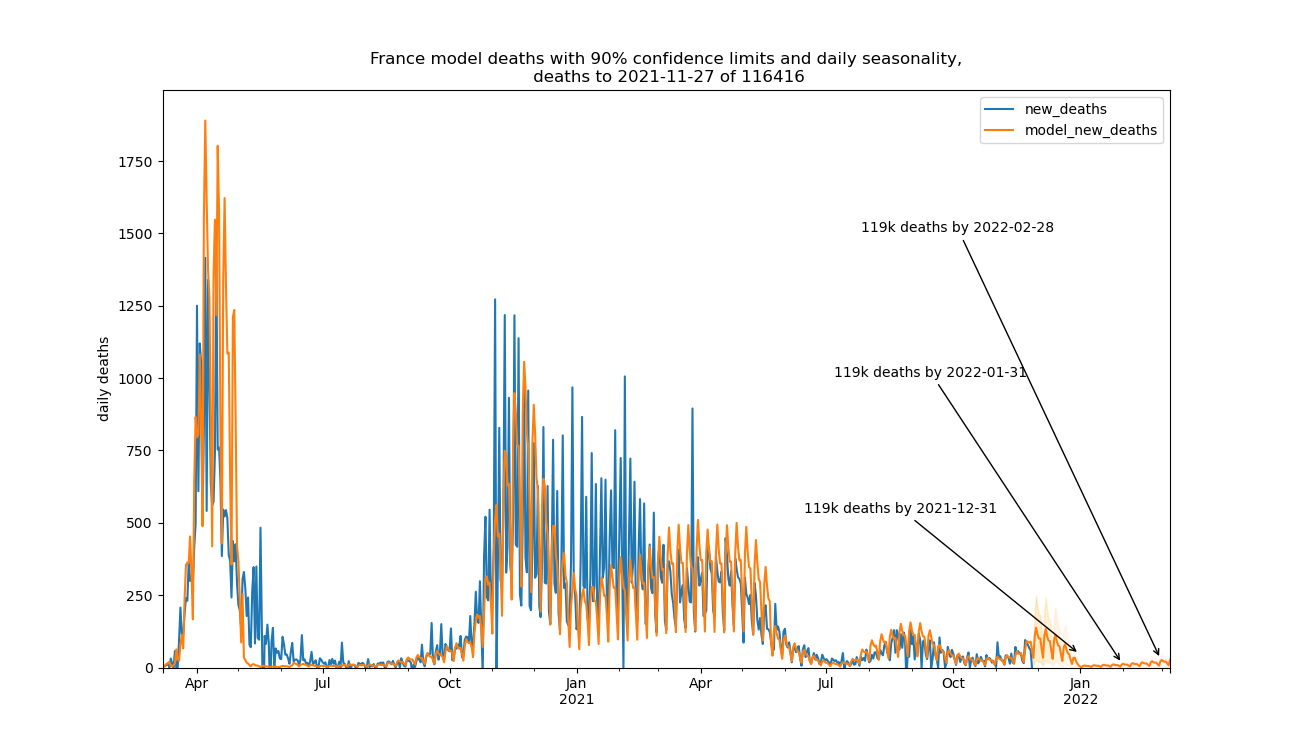 France model deaths with 90% confidence limits and daily seasonality,
deaths to 2021-11-27 of 116416
new_deaths
model_new_deaths
daily deaths
1750
1500
1250
1000
750
500
250
0
119k deaths by 2022-02-28
119k deaths by 2022-01-31
119k deaths by 2021-12-31
Apr
Jul
Oct
Jan
2021
Apr
Jul
Oct
Jan
2022